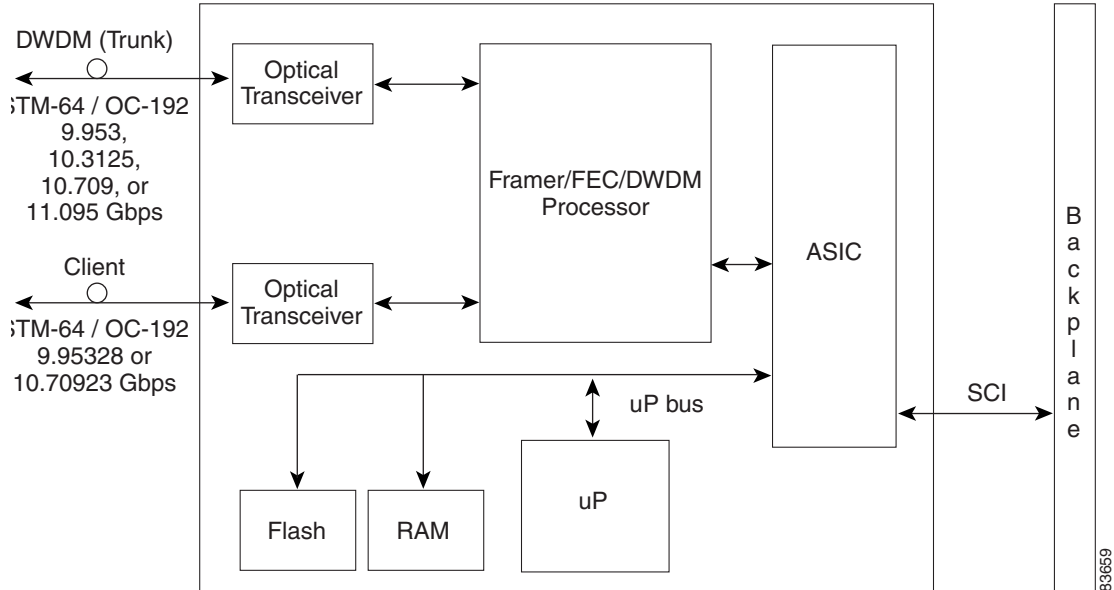 DWDM (Trunk)
STM-64 / OC-192
9.953,
10.3125,
10.709, or
11.095 Gbps
Optical
Transceiver
Framer/FEC/DWDM
Processor
ASIC
Client
STM-64 / OC-192
9.95328 or
10.70923 Gbps
Optical
Transceiver
uP bus
SCI
Backplane
Flash
RAM
uP
83659